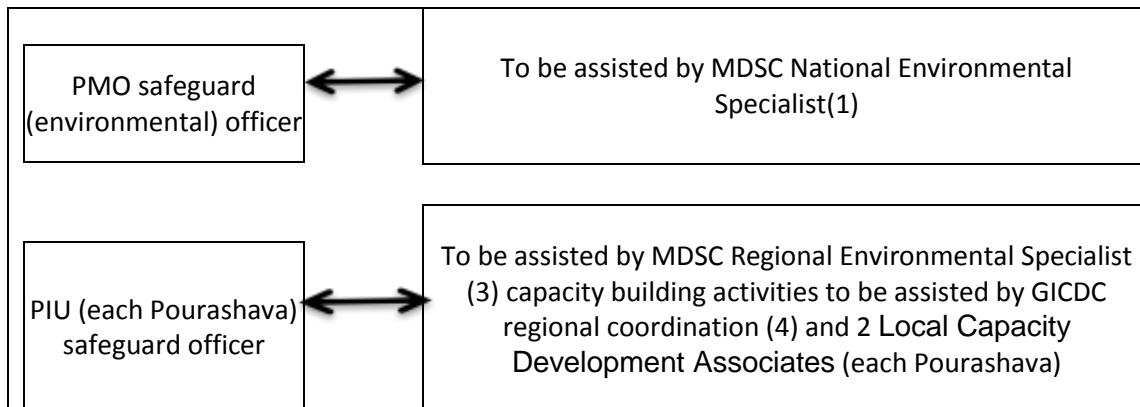 PMO safeguard
(environmental) officer
To be assisted by MDSC National Environmental
Specialist(1)
PIU (each Pourashava)
safeguard officer
To be assisted by MDSC Regional Environmental Specialist
(3) capacity building activities to be assisted by GICDC
regional coordination (4) and 2 Local Capacity
Development Associates (each Pourashava)